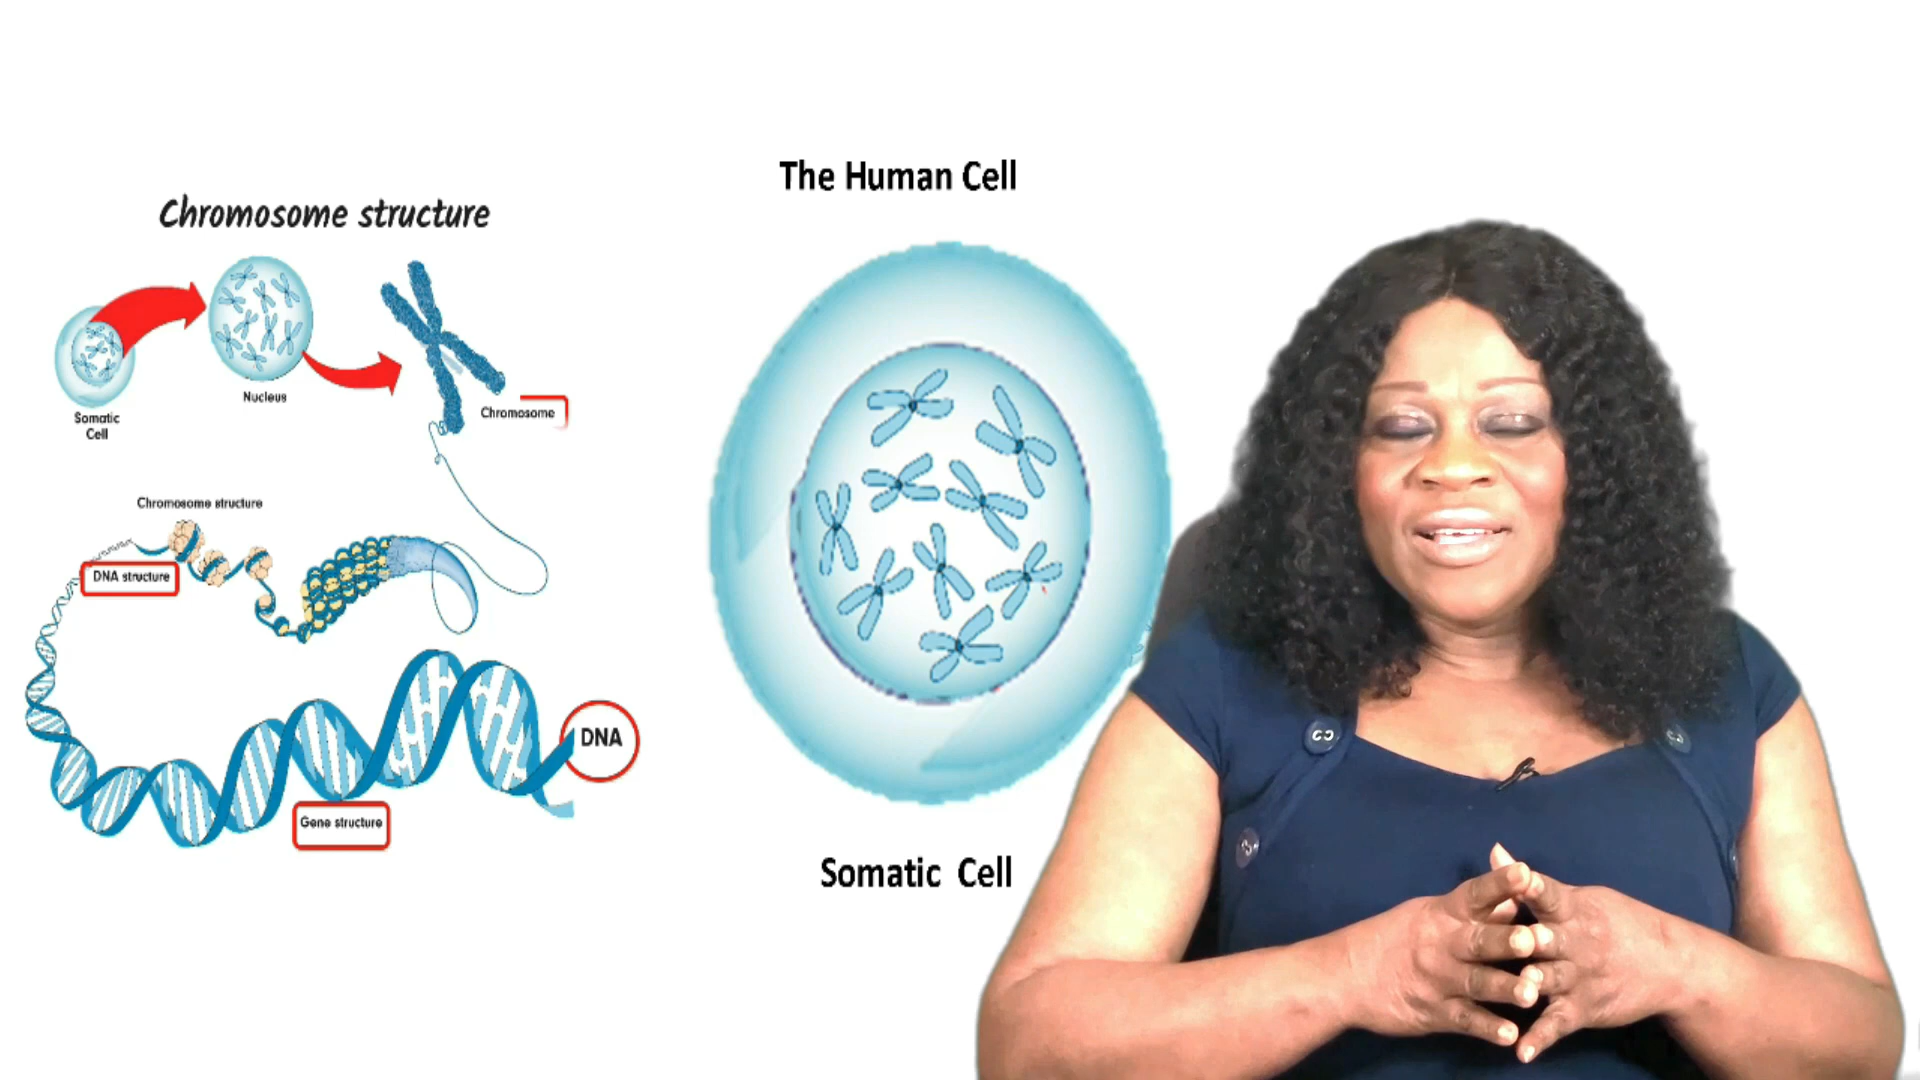 The Human Cell
Chromosome structure
Nucleus
Chromosome
Somatic
Cell
Chromosome structure
DNA structure
DNA
Gene structure
Somatic Cell